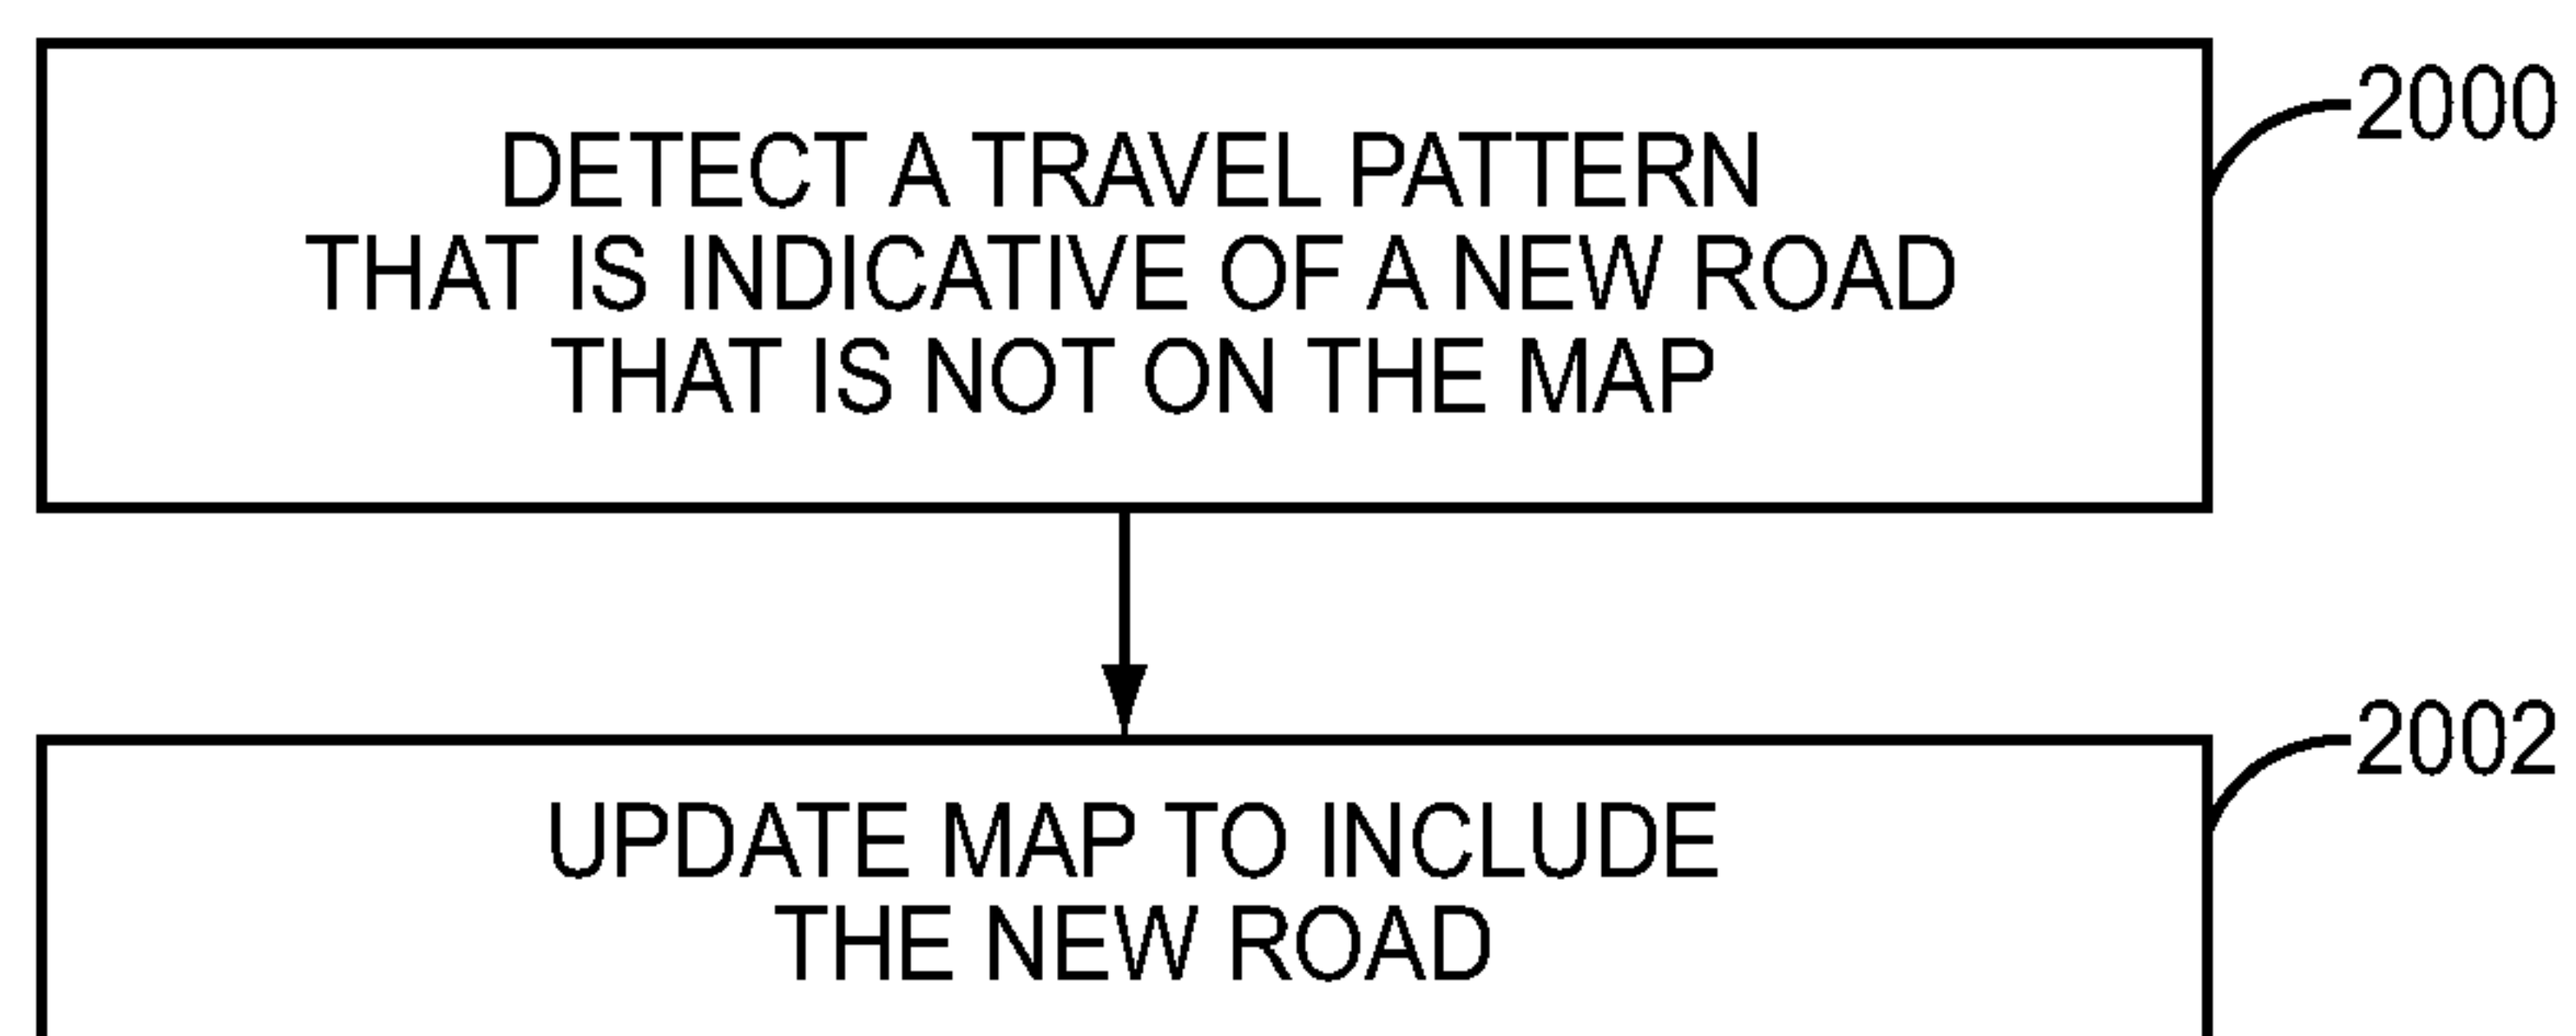 2000
DETECT A TRAVEL PATTERN
THAT IS INDICATIVE OF A NEW ROAD
THAT IS NOT ON THE MAP
2002
UPDATE MAP TO INCLUDE
THE NEW ROAD